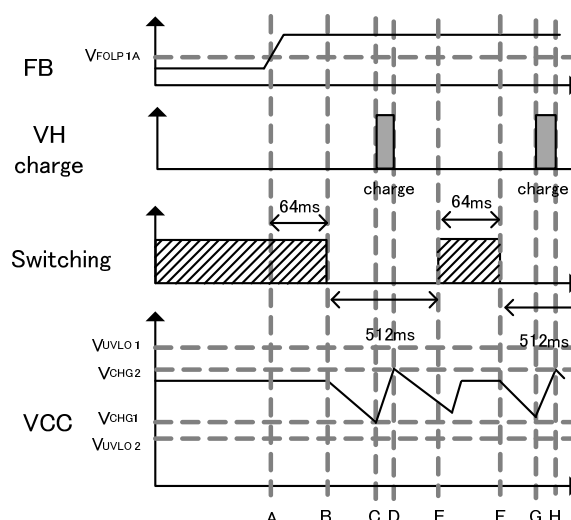 VFOLP1A
FB
VH
charge
charge
charge
64ms
64ms
Switching
512ms
512ms
VUVLO1
VCHG2
VCHG1
VUVLO2
VCC
A B C D E F G H